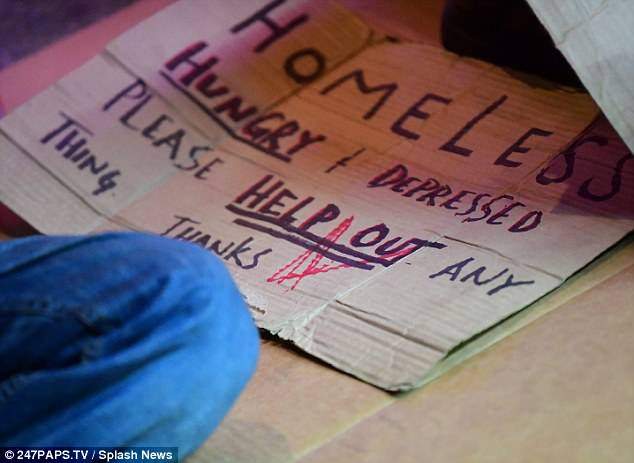 HOMELESS
HUNGRY + DEPRESSED
PLEASE HELP OUT ANY
THING. THANKS
© 247PAPS.TV / Splash News